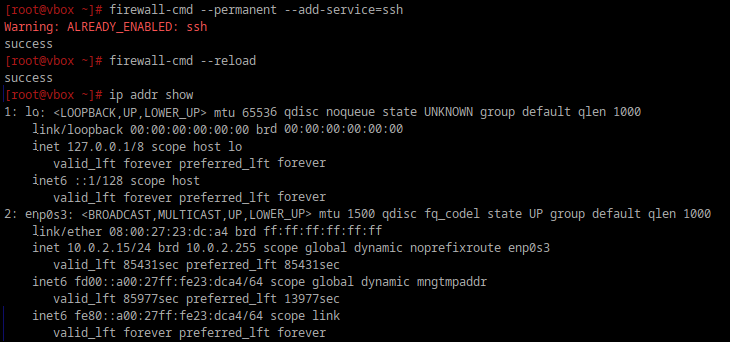 [root@vbox ~]# firewall-cmd --permanent --add-service=ssh
Warning: ALREADY_ENABLED: ssh
success
[root@vbox ~]# firewall-cmd --reload
success
[root@vbox ~]# ip addr show
1: lo: <LOOPBACK,UP,LOWER_UP> mtu 65536 qdisc noqueue state UNKNOWN group default qlen 1000
    link/loopback 00:00:00:00:00:00 brd 00:00:00:00:00:00
    inet 127.0.0.1/8 scope host lo
       valid_lft forever preferred_lft forever
    inet6 ::1/128 scope host
       valid_lft forever preferred_lft forever
2: enp0s3: <BROADCAST,MULTICAST,UP,LOWER_UP> mtu 1500 qdisc fq_codel state UP group default qlen 1000
    link/ether 08:00:27:23:dc:a4 brd ff:ff:ff:ff:ff:ff
    inet 10.0.2.15/24 brd 10.0.2.255 scope global dynamic noprefixroute enp0s3
       valid_lft 85431sec preferred_lft 85431sec
    inet6 fd00::a00:27ff:fe23:dca4/64 scope global dynamic mngtmpaddr
       valid_lft 85977sec preferred_lft 13977sec
    inet6 fe80::a00:27ff:fe23:dca4/64 scope link
       valid_lft forever preferred_lft forever